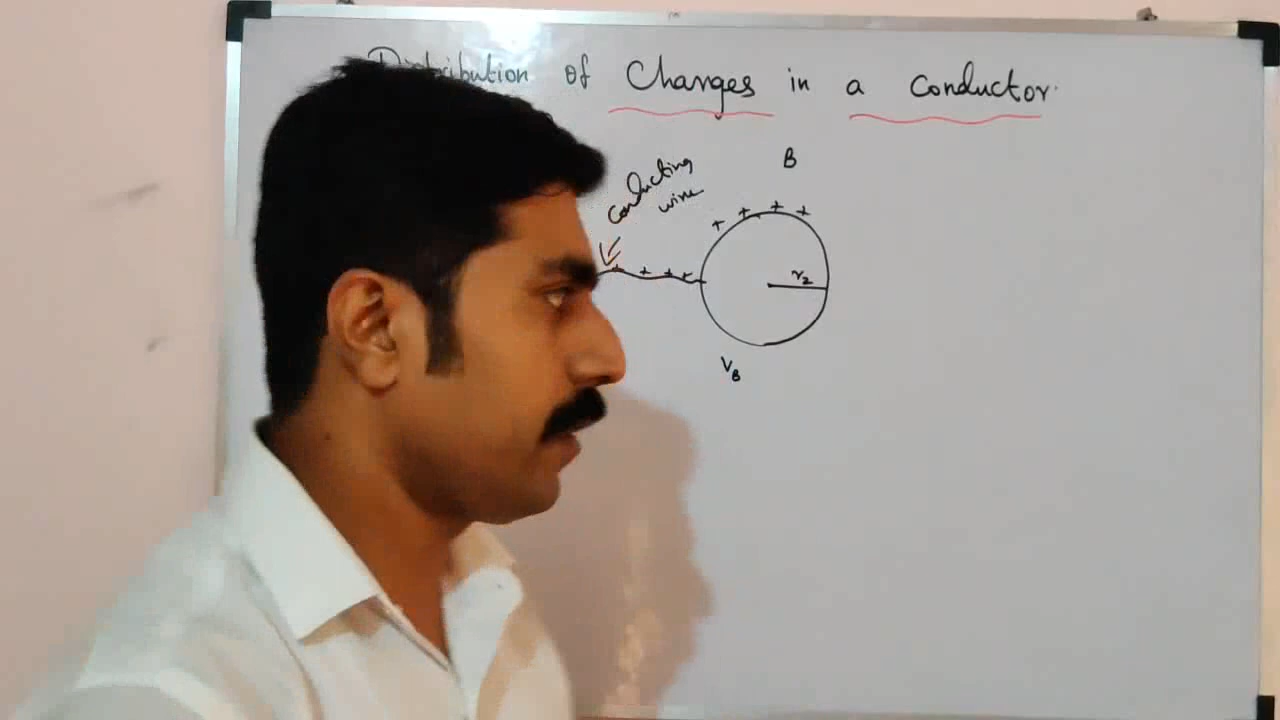 Distribution of Charges in a Conductor.
B
Conducting
wire
+ + + +
+ + + +
r2
VB